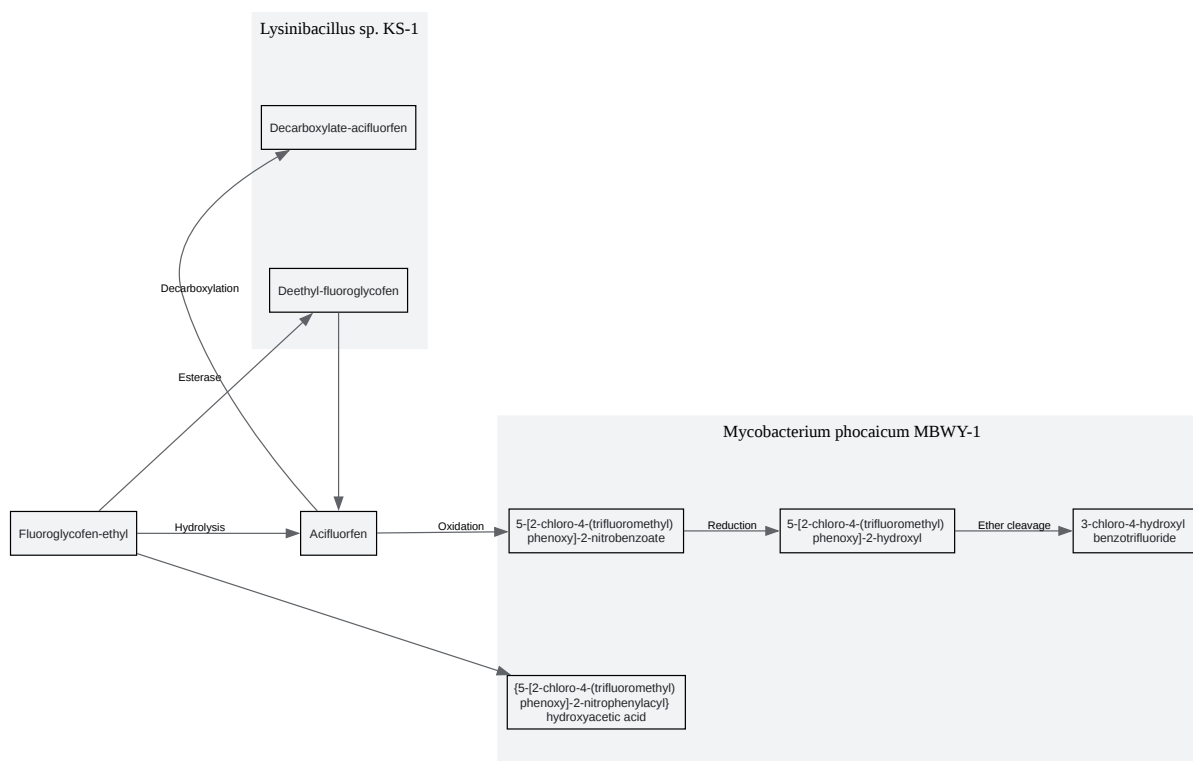 Lysinibacillus sp. KS-1
Decarboxylate-acifluorfen
Decarboxylation
Deethyl-fluoroglycofen
Esterase
Mycobacterium phocaicum MBWY-1
Fluoroglycofen-ethyl
Hydrolysis
Acifluorfen
Oxidation
5-[2-chloro-4-(trifluoromethyl)
phenoxy]-2-nitrobenzoate
Reduction
5-[2-chloro-4-(trifluoromethyl)
phenoxy]-2-hydroxyl
Ether cleavage
3-chloro-4-hydroxyl
benzotrifluoride
{5-[2-chloro-4-(trifluoromethyl)
phenoxy]-2-nitrophenylacyl}
hydroxyacetic acid